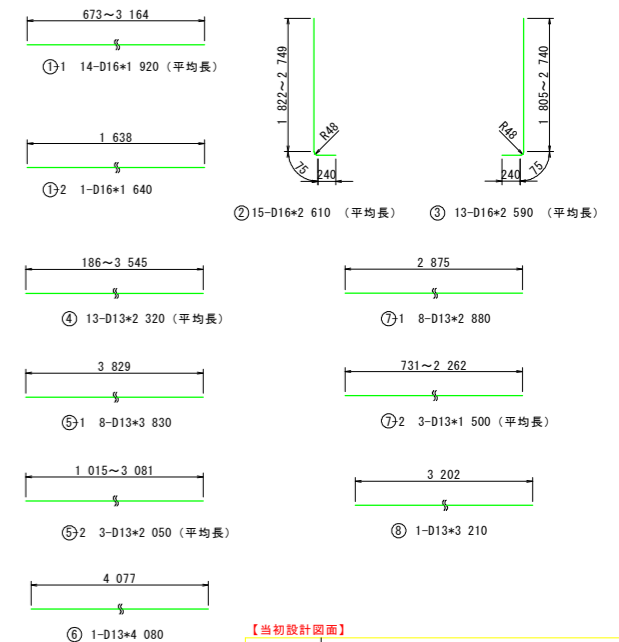 673～3 164
①-1 14-D16*1 920 (平均長)
1 638
①-2 1-D16*1 640
1 822～2 749
R48
75
240
②15-D16*2 610 (平均長)
1 805～2 740
R48
240
75
③ 13-D16*2 590 (平均長)
186～3 545
④ 13-D13*2 320 (平均長)
2 875
⑦-1 8-D13*2 880
3 829
⑤-1 8-D13*3 830
731～2 262
⑦-2 3-D13*1 500 (平均長)
1 015～3 081
⑤-2 3-D13*2 050 (平均長)
3 202
⑧ 1-D13*3 210
4 077
⑥ 1-D13*4 080
【当初設計図面】